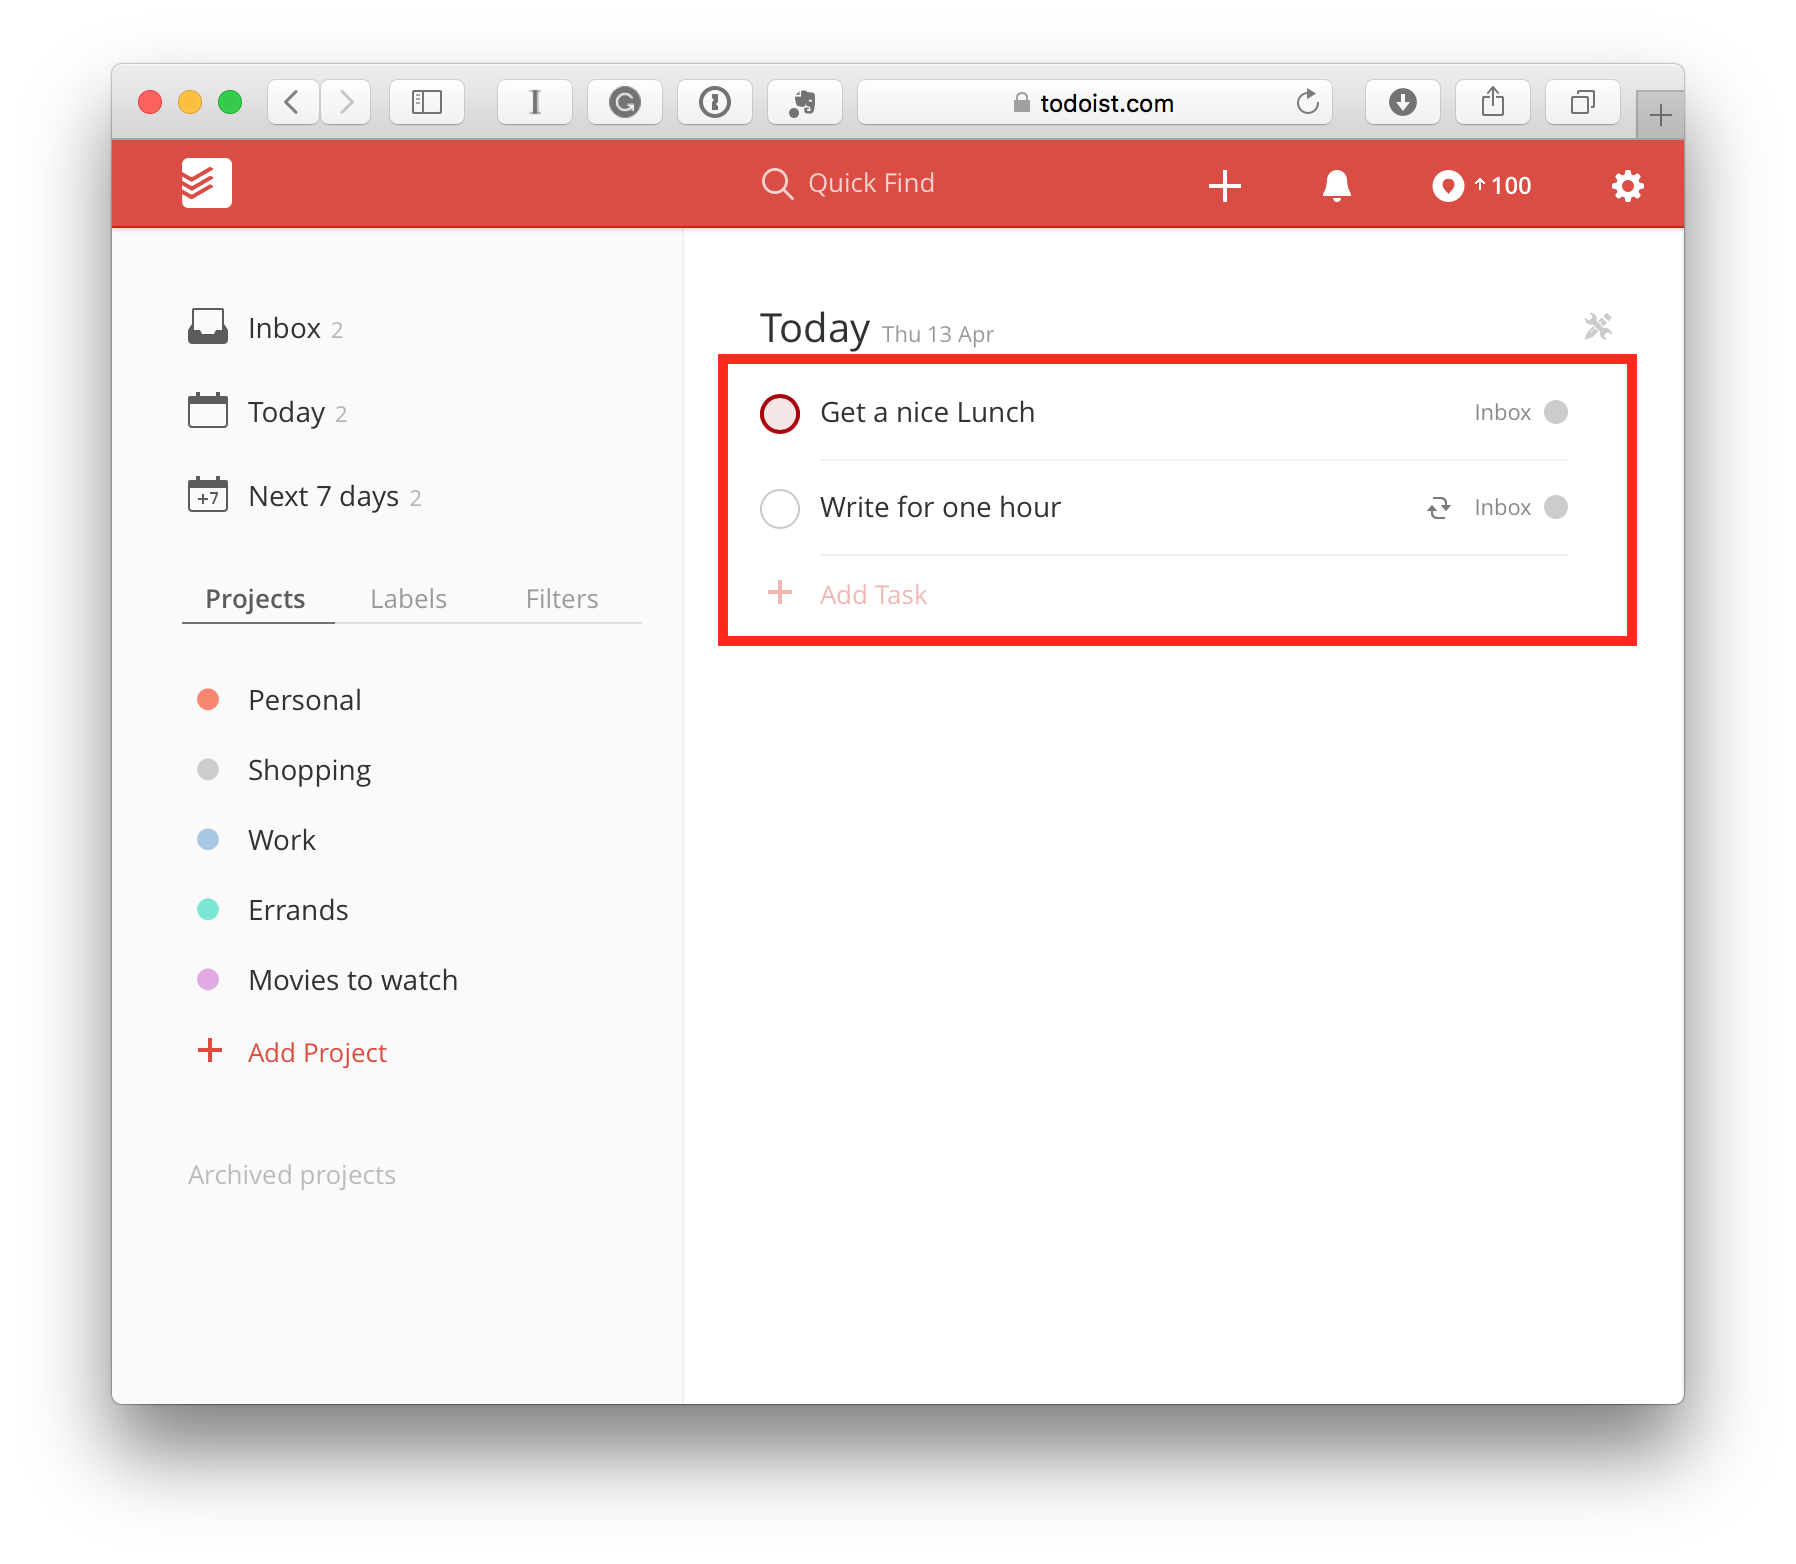 todoist.com
Quick Find
100
Inbox 2
Today 2
+7 Next 7 days 2
Projects Labels Filters
Personal
Shopping
Work
Errands
Movies to watch
+ Add Project
Archived projects
Today Thu 13 Apr
Get a nice Lunch Inbox
Write for one hour Inbox
+ Add Task